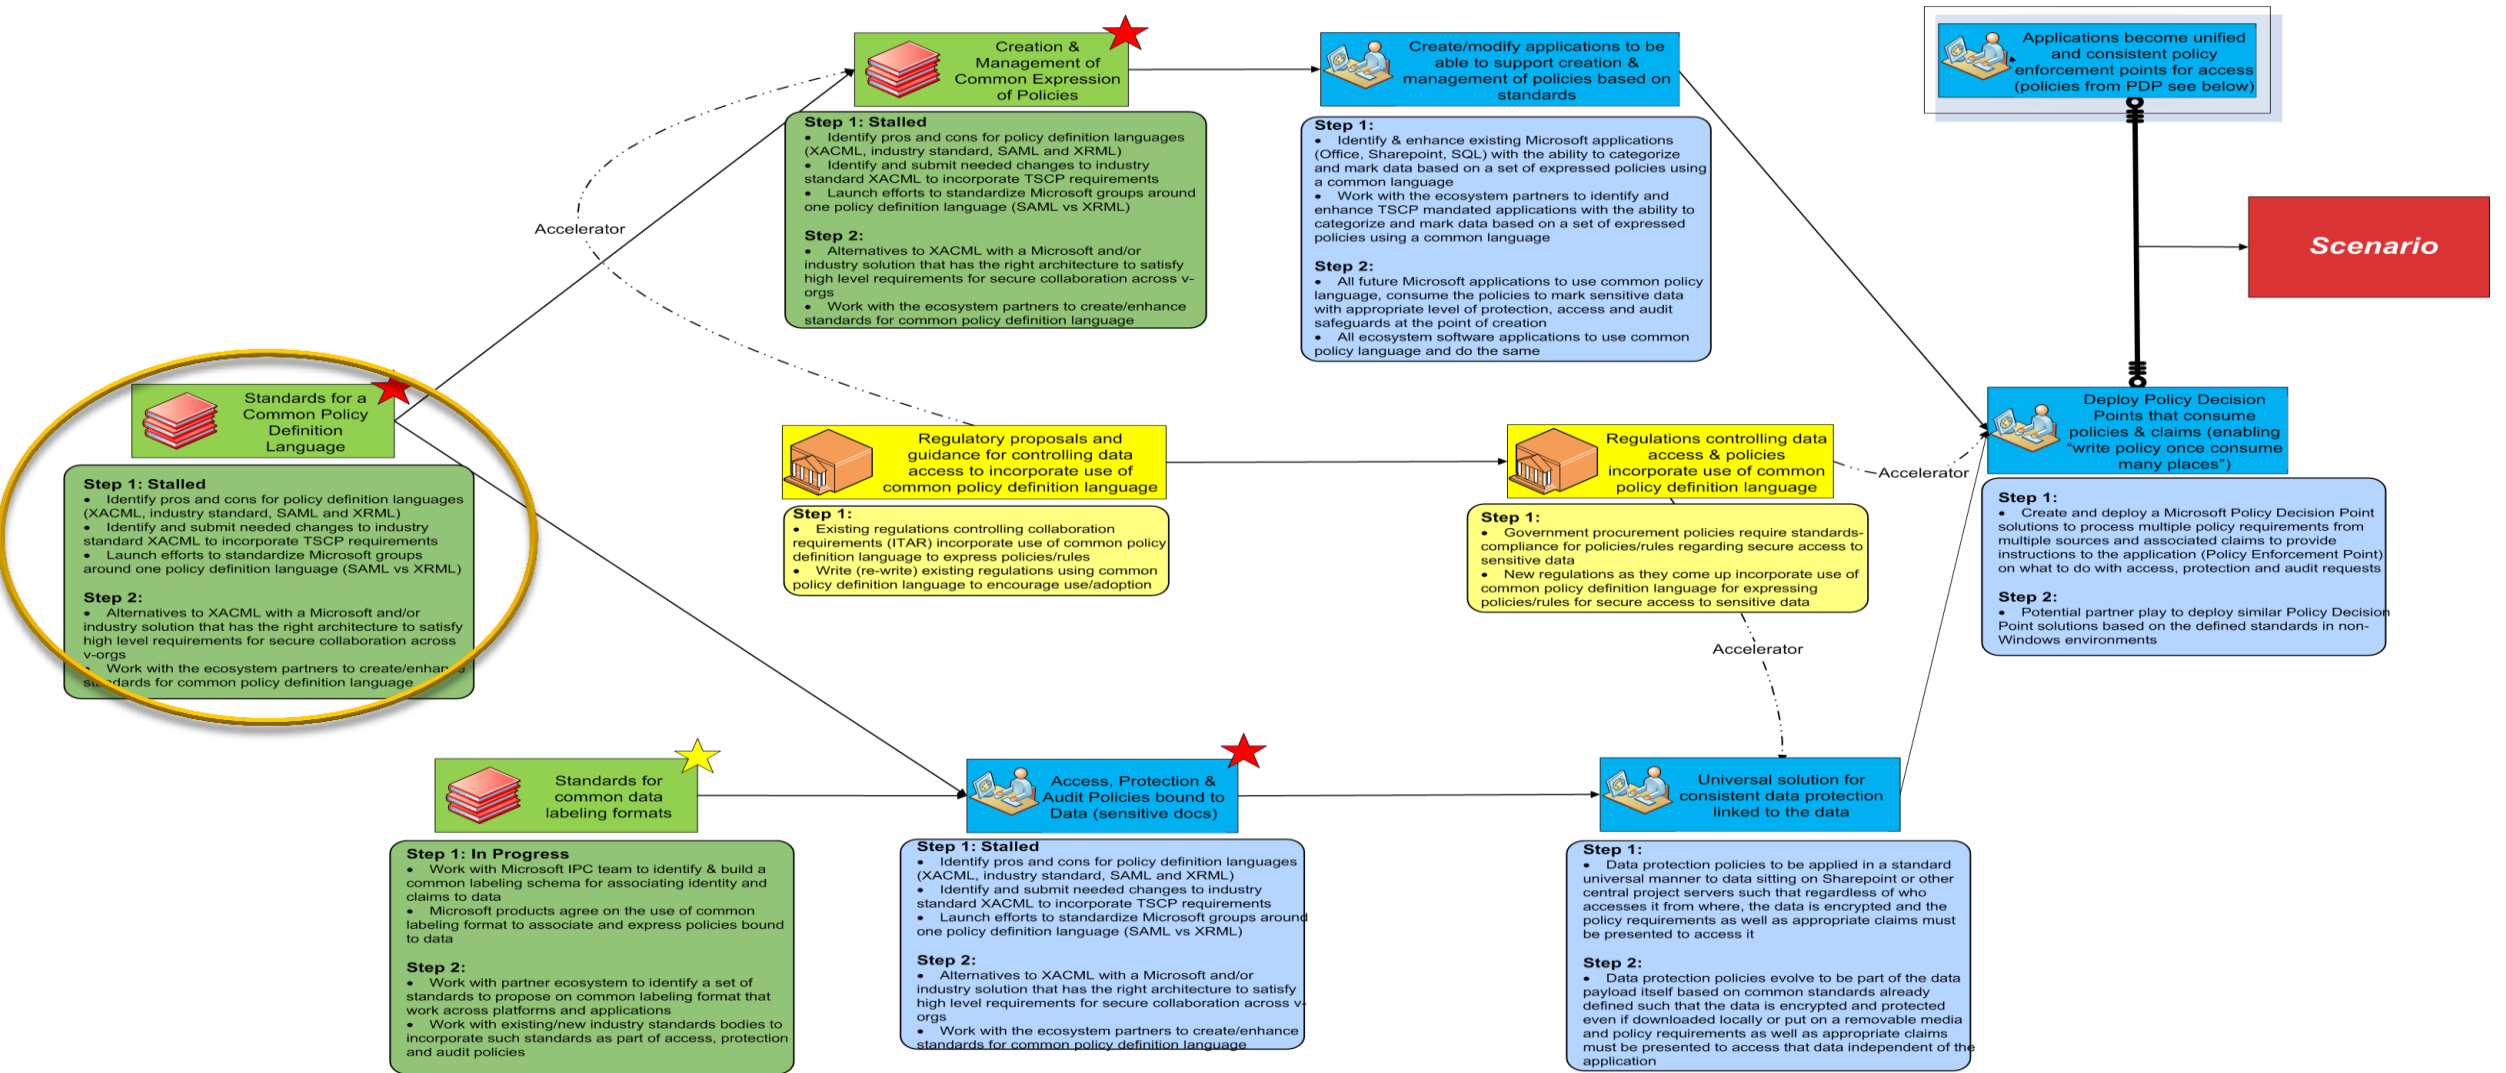 Creation &
Management of
Common Expression
of Policies
Step 1: Stalled
• Identify pros and cons for policy definition languages
(XACML, industry standard, SAML and XRML)
• Identify and submit needed changes to industry
standard XACML to incorporate TSCP requirements
• Launch efforts to standardize Microsoft groups around
one policy definition language (SAML vs XRML)
Step 2:
• Alternatives to XACML with a Microsoft and/or
industry solution that has the right architecture to satisfy
high level requirements for secure collaboration across v-
orgs
• Work with the ecosystem partners to create/enhance
standards for common policy definition language
Create/modify applications to be
able to support creation &
management of policies based on
standards
Step 1:
• Identify & enhance existing Microsoft applications
(Office, Sharepoint, SQL) with the ability to categorize
and mark data based on a set of expressed policies using
a common language
• Work with the ecosystem partners to identify and
enhance TSCP mandated applications with the ability to
categorize and mark data based on a set of expressed
policies using a common language
Step 2:
• All future Microsoft applications to use common policy
language, consume the policies to mark sensitive data
with appropriate level of protection, access and audit
safeguards at the point of creation
• All ecosystem software applications to use common
policy language and do the same
Applications become unified
and consistent policy
enforcement points for access
(policies from PDP see below)
Scenario
Accelerator
Standards for a
Common Policy
Definition
Language
Step 1: Stalled
• Identify pros and cons for policy definition languages
(XACML, industry standard, SAML and XRML)
• Identify and submit needed changes to industry
standard XACML to incorporate TSCP requirements
• Launch efforts to standardize Microsoft groups
around one policy definition language (SAML vs XRML)
Step 2:
• Alternatives to XACML with a Microsoft and/or
industry solution that has the right architecture to satisfy
high level requirements for secure collaboration across
v-orgs
• Work with the ecosystem partners to create/enhance
standards for common policy definition language
Regulatory proposals and
guidance for controlling data
access to incorporate use of
common policy definition language
Step 1:
• Existing regulations controlling collaboration
requirements (ITAR) incorporate use of common policy
definition language to express policies/rules
• Write (re-write) existing regulations using common
policy definition language to encourage use/adoption
Regulations controlling data
access & policies
incorporate use of common
policy definition language
Step 1:
• Government procurement policies require standards-
compliance for policies/rules regarding secure access to
sensitive data
• New regulations as they come up incorporate use of
common policy definition language for expressing
policies/rules for secure access to sensitive data
Accelerator
Accelerator
Deploy Policy Decision
Points that consume
policies & claims (enabling
“write policy once consume
many places”)
Step 1:
• Create and deploy a Microsoft Policy Decision Point
solutions to process multiple policy requirements from
multiple sources and associated claims to provide
instructions to the application (Policy Enforcement Point)
on what to do with access, protection and audit requests
Step 2:
• Potential partner play to deploy similar Policy Decision
Point solutions based on the defined standards in non-
Windows environments
Standards for
common data
labeling formats
Step 1: In Progress
• Work with Microsoft IPC team to identify & build a
common labeling schema for associating identity and
claims to data
• Microsoft products agree on the use of common
labeling format to associate and express policies bound
to data
Step 2:
• Work with partner ecosystem to identify a set of
standards to propose on common labeling format that
work across platforms and applications
• Work with existing/new industry standards bodies to
incorporate such standards as part of access, protection
and audit policies
Access, Protection &
Audit Policies bound to
Data (sensitive docs)
Step 1: Stalled
• Identify pros and cons for policy definition languages
(XACML, industry standard, SAML and XRML)
• Identify and submit needed changes to industry
standard XACML to incorporate TSCP requirements
• Launch efforts to standardize Microsoft groups around
one policy definition language (SAML vs XRML)
Step 2:
• Alternatives to XACML with a Microsoft and/or
industry solution that has the right architecture to satisfy
high level requirements for secure collaboration across v-
orgs
• Work with the ecosystem partners to create/enhance
standards for common policy definition language
Universal solution for
consistent data protection
linked to the data
Step 1:
• Data protection policies to be applied in a standard
universal manner to data sitting on Sharepoint or other
central project servers such that regardless of who
accesses it from where, the data is encrypted and the
policy requirements as well as appropriate claims must
be presented to access it
Step 2:
• Data protection policies evolve to be part of the data
payload itself based on common standards already
defined such that the data is encrypted and protected
even if downloaded locally or put on a removable media
and policy requirements as well as appropriate claims
must be presented to access that data independent of the
application